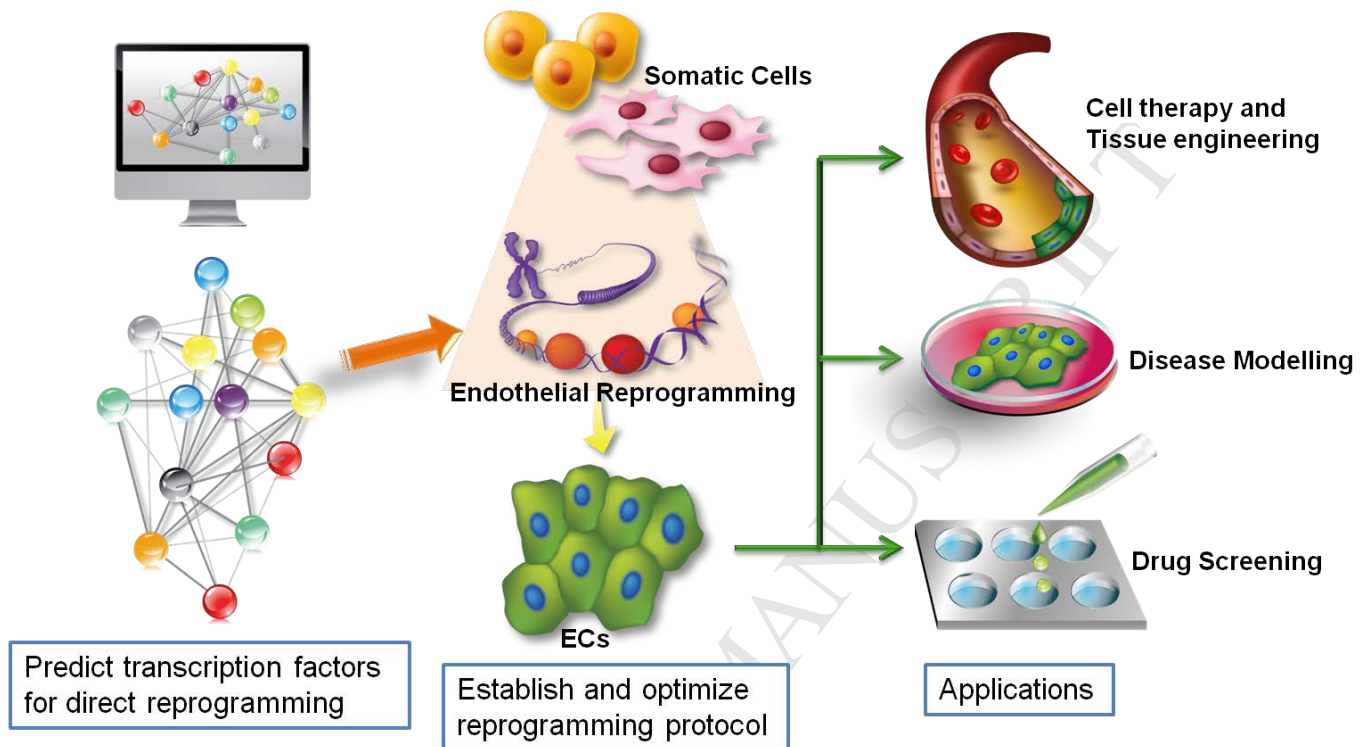 Somatic Cells
Endothelial Reprogramming
ECs
Cell therapy and
Tissue engineering
Disease Modelling
Drug Screening
Predict transcription factors
for direct reprogramming
Establish and optimize
reprogramming protocol
Applications
MANUSCRIPT